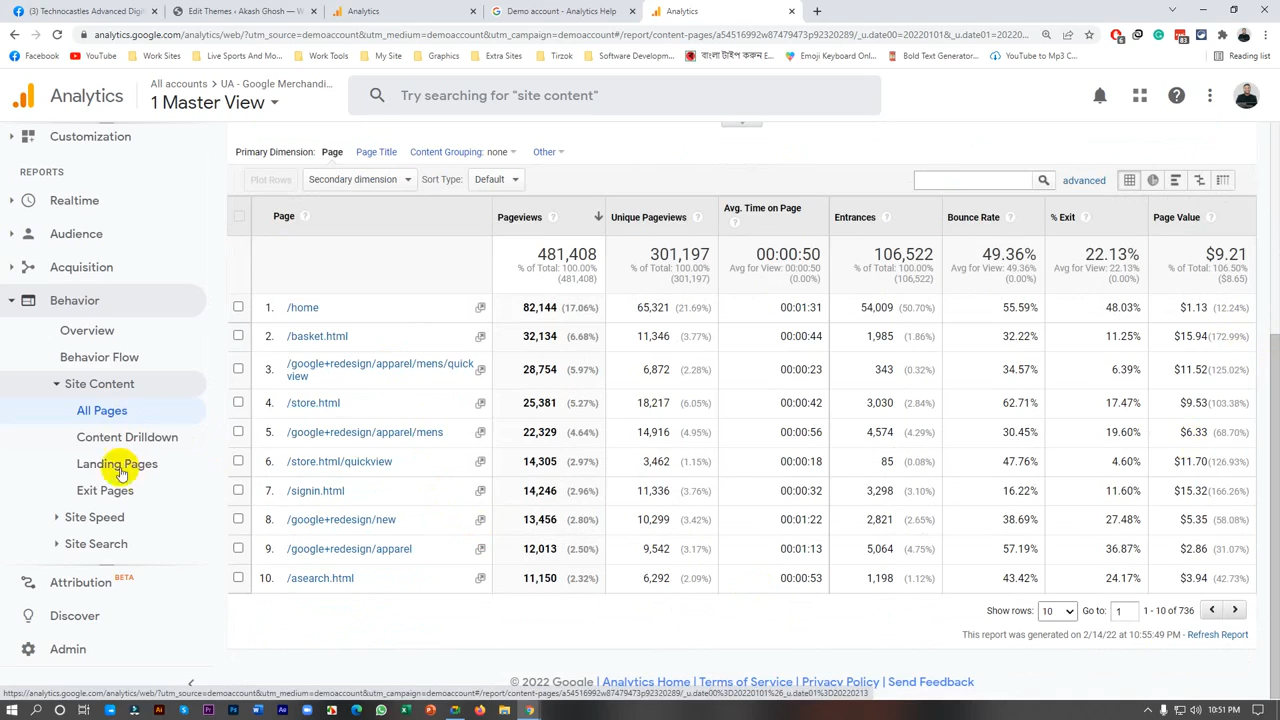 (3) Technocastles Advanced Digi
Edit Themes ‹ Akash Ghosh — W
Analytics
Demo account - Analytics Help
Analytics
analytics.google.com/analytics/web/?utm_source=demoaccount&utm_medium=demoaccount&utm_campaign=demoaccount#/report/content-pages/a54516992w87479473p92320289/_u.date00=20220101&_u.date01=20220...
Facebook
YouTube
Work Sites
Live Sports And Mo...
Work Tools
My Site
Graphics
Extra Sites
Tirzok
Software Developm...
বাংলা টাইপ করুন E...
Emoji Keyboard Onl...
Bold Text Generator...
YouTube to Mp3 C...
Reading list
Analytics
All accounts > UA - Google Merchandi...
1 Master View
Try searching for "site content"
Customization
REPORTS
Realtime
Audience
Acquisition
Behavior
Overview
Behavior Flow
Site Content
All Pages
Content Drilldown
Landing Pages
Exit Pages
Site Speed
Site Search
Attribution BETA
Discover
Admin
Primary Dimension: Page Page Title Content Grouping: none Other
Plot Rows Secondary dimension Sort Type: Default advanced
Page Pageviews Unique Pageviews Avg. Time on Page Entrances Bounce Rate % Exit Page Value
481,408 301,197 00:00:50 106,522 49.36% 22.13% $9.21
% of Total: 100.00% % of Total: 100.00% Avg for View: 00:00:50 % of Total: 100.00% Avg for View: 49.36% Avg for View: 22.13% % of Total: 106.50%
(481,408) (301,197) (0.00%) (106,522) (0.00%) (0.00%) ($8.65)
1. /home 82,144 (17.06%) 65,321 (21.69%) 00:01:31 54,009 (50.70%) 55.59% 48.03% $1.13 (12.24%)
2. /basket.html 32,134 (6.68%) 11,346 (3.77%) 00:00:44 1,985 (1.86%) 32.22% 11.25% $15.94 (172.99%)
3. /google+redesign/apparel/mens/quick
view 28,754 (5.97%) 6,872 (2.28%) 00:00:23 343 (0.32%) 34.57% 6.39% $11.52 (125.02%)
4. /store.html 25,381 (5.27%) 18,217 (6.05%) 00:00:42 3,030 (2.84%) 62.71% 17.47% $9.53 (103.38%)
5. /google+redesign/apparel/mens 22,329 (4.64%) 14,916 (4.95%) 00:00:56 4,574 (4.29%) 30.45% 19.60% $6.33 (68.70%)
6. /store.html/quickview 14,305 (2.97%) 3,462 (1.15%) 00:00:18 85 (0.08%) 47.76% 4.60% $11.70 (126.93%)
7. /signin.html 14,246 (2.96%) 11,336 (3.76%) 00:00:32 3,298 (3.10%) 16.22% 11.60% $15.32 (166.26%)
8. /google+redesign/new 13,456 (2.80%) 10,299 (3.42%) 00:01:22 2,821 (2.65%) 38.69% 27.48% $5.35 (58.08%)
9. /google+redesign/apparel 12,013 (2.50%) 9,542 (3.17%) 00:01:13 5,064 (4.75%) 57.19% 36.87% $2.86 (31.07%)
10. /asearch.html 11,150 (2.32%) 6,292 (2.09%) 00:00:53 1,198 (1.12%) 43.42% 24.17% $3.94 (42.73%)
Show rows: 10 Go to: 1 1 - 10 of 736
This report was generated on 2/14/22 at 10:55:49 PM - Refresh Report
© 2022 Google | Analytics Home | Terms of Service | Privacy Policy | Send Feedback
https://analytics.google.com/analytics/web/?utm_source=demoaccount&utm_medium=demoaccount&utm_campaign=demoaccount#/report/content-pages/a54516992w87479473p92320289/_u.date00%3D20220101%26_u.date01%3D20220213
10:51 PM